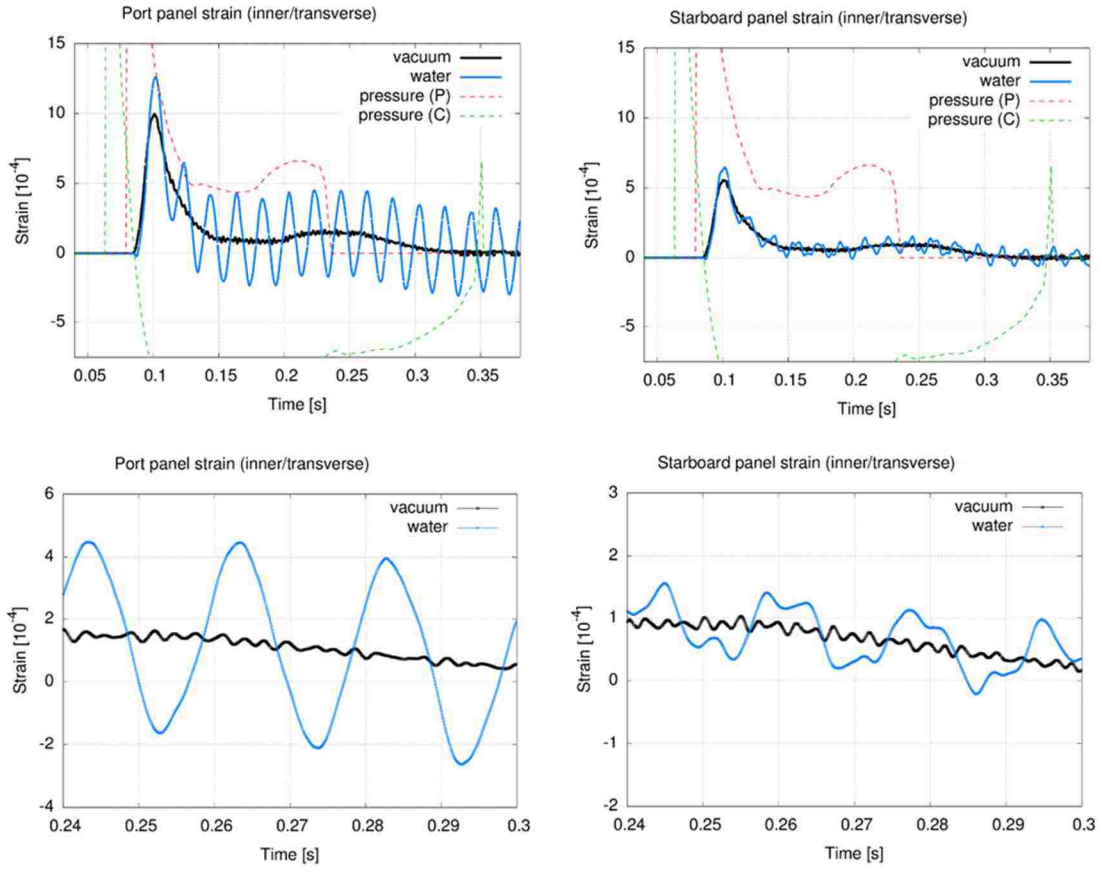 Port panel strain (inner/transverse)
15
10
5
0
-5
Strain [10-4]
vacuum
water
pressure (P)
pressure (C)
0.05
0.1
0.15
0.2
0.25
0.3
0.35
Time [s]
Starboard panel strain (inner/transverse)
15
10
5
0
-5
Strain [10-4]
vacuum
water
pressure (P)
pressure (C)
0.05
0.1
0.15
0.2
0.25
0.3
0.35
Time [s]
Port panel strain (inner/transverse)
6
4
2
0
-2
-4
Strain [10-4]
vacuum
water
0.24
0.25
0.26
0.27
0.28
0.29
0.3
Time [s]
Starboard panel strain (inner/transverse)
3
2
1
0
-1
-2
Strain [10-4]
vacuum
water
0.24
0.25
0.26
0.27
0.28
0.29
0.3
Time [s]